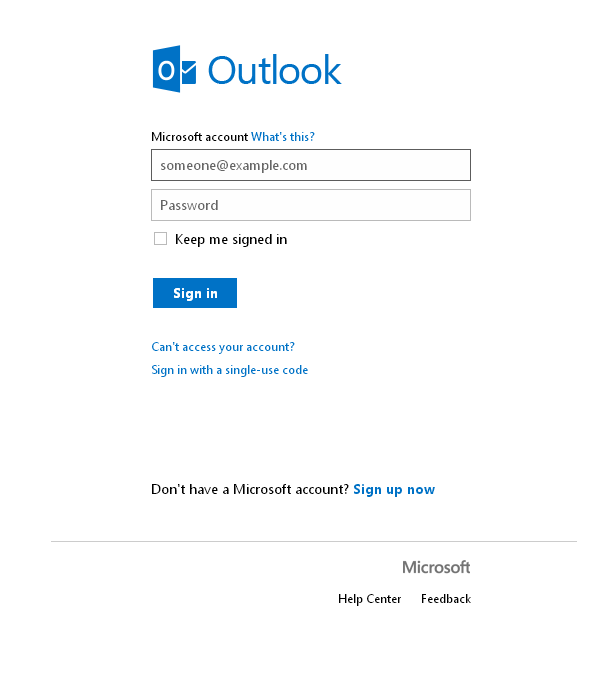 Outlook
Microsoft account What's this?
someone@example.com
Password
Keep me signed in
Sign in
Can't access your account?
Sign in with a single-use code
Don't have a Microsoft account? Sign up now
Microsoft
Help Center Feedback